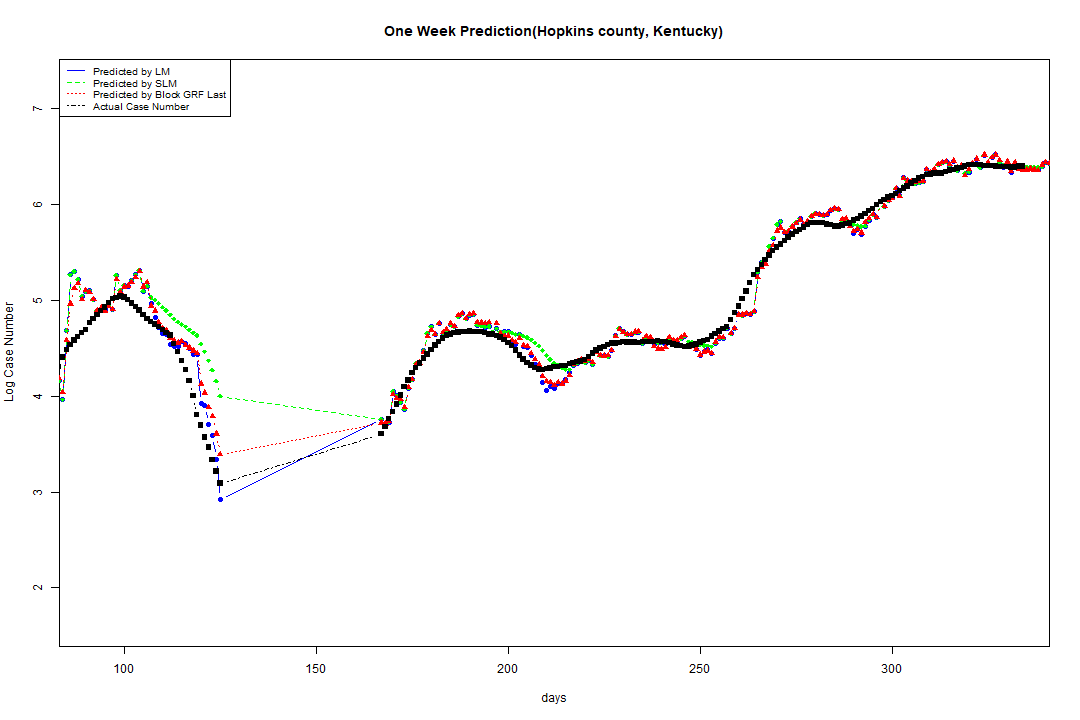 One Week Prediction(Hopkins county, Kentucky)
Predicted by LM
Predicted by SLM
Predicted by Block GRF Last
Actual Case Number
Log Case Number
7
6
5
4
3
2
100 150 200 250 300
days